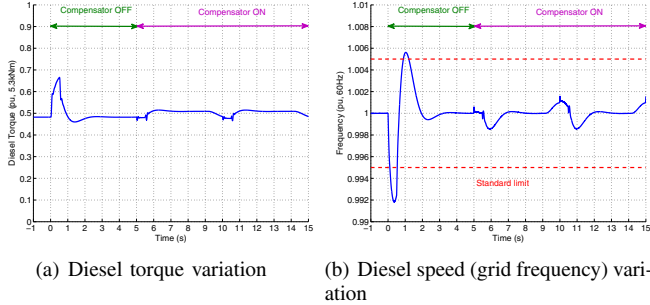 Compensator OFF
Compensator ON
Diesel Torque (pu, 5.3kNm)
1
0.9
0.8
0.7
0.6
0.5
0.4
0.3
0.2
0.1
0
-1 0 1 2 3 4 5 6 7 8 9 10 11 12 13 14 15
Time (s)
(a) Diesel torque variation
Compensator OFF
Compensator ON
Frequency (pu, 60Hz)
1.01
1.008
1.006
1.004
1.002
1
0.998
0.996
0.994
0.992
0.99
Standard limit
-1 0 1 2 3 4 5 6 7 8 9 10 11 12 13 14 15
Time (s)
(b) Diesel speed (grid frequency) vari-
ation